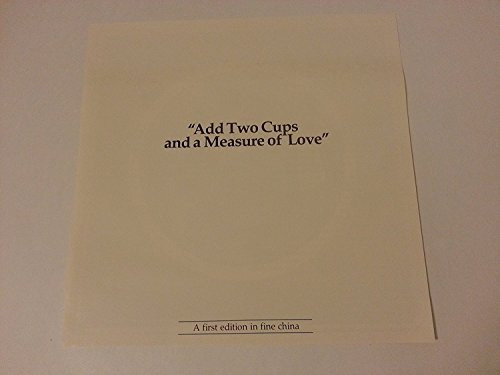 “Add Two Cups
and a Measure of Love”
A first edition in fine china